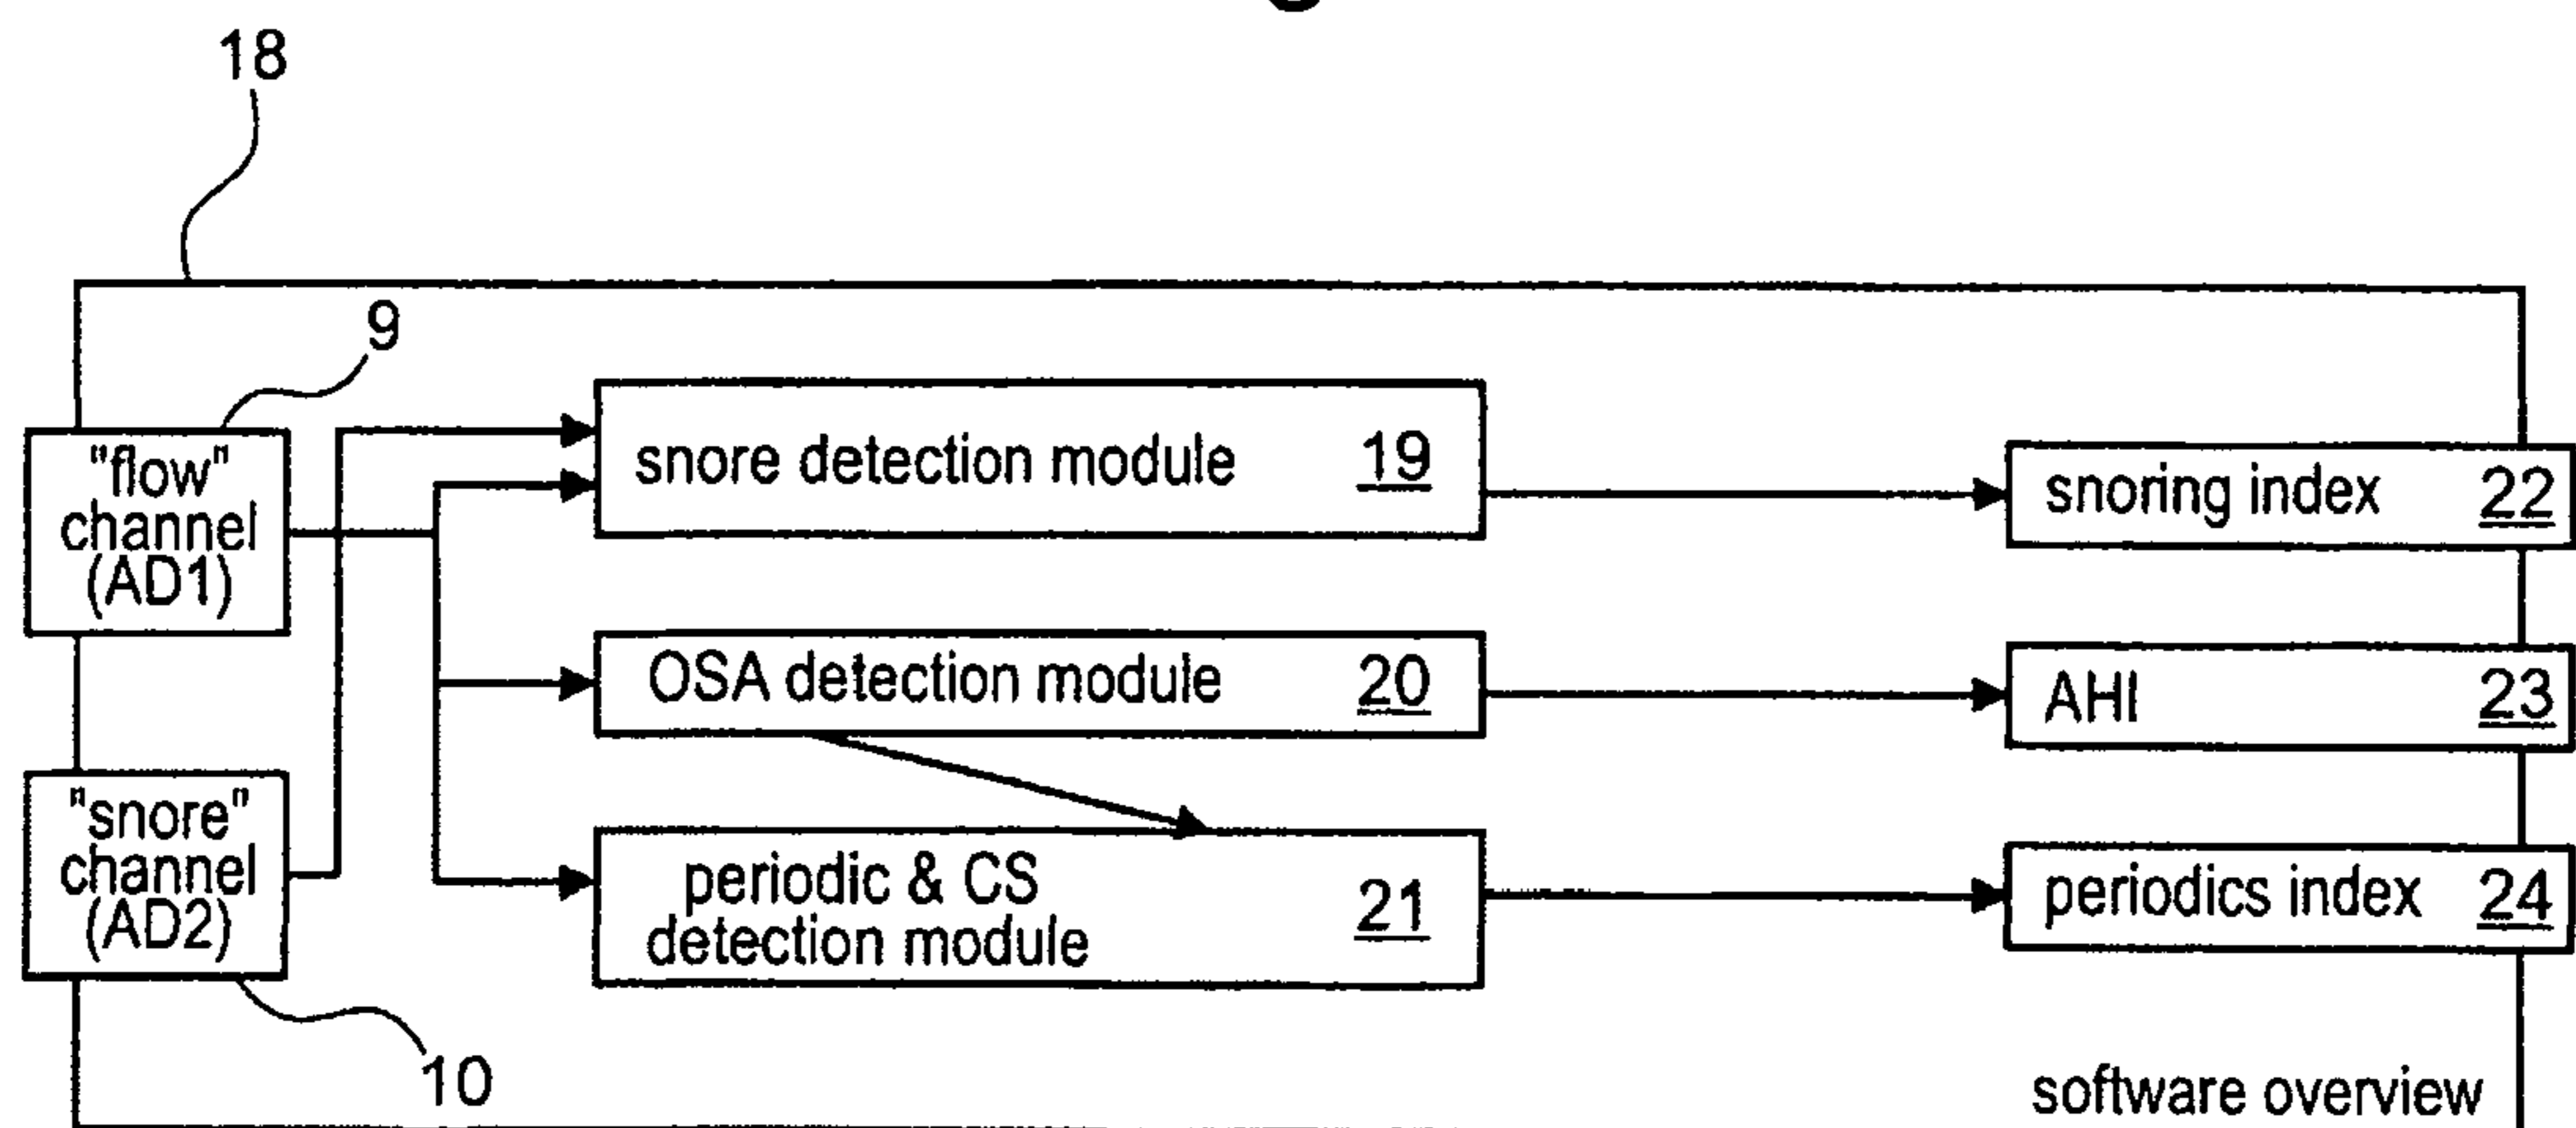 18
9
"flow"
channel
(AD1)
snore detection module 19
snoring index 22
OSA detection module 20
AHI 23
"snore"
channel
(AD2)
periodic & CS
detection module
21
periodics index 24
10
software overview